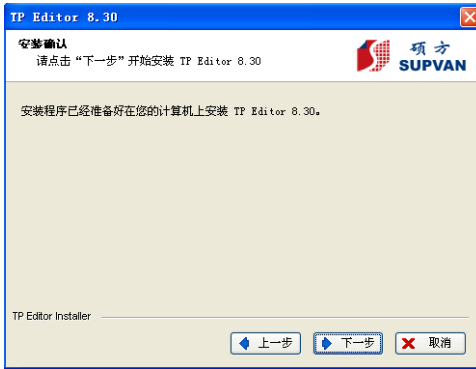 TP Editor 8.30
安装确认
请点击“下一步”开始安装 TP Editor 8.30
硕方
SUPVAN
安装程序已经准备好在您的计算机上安装 TP Editor 8.30。
TP Editor Installer
上一步 下一步 取消